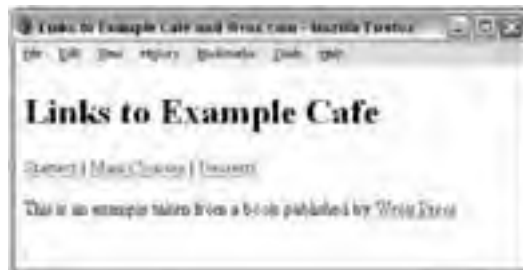 Links to Example Cafe and Wrox.com - Mozilla Firefox
File Edit View History Bookmarks Tools Help
Links to Example Cafe
Starters | Main Courses | Desserts
This is an example taken from a book published by Wrox Press